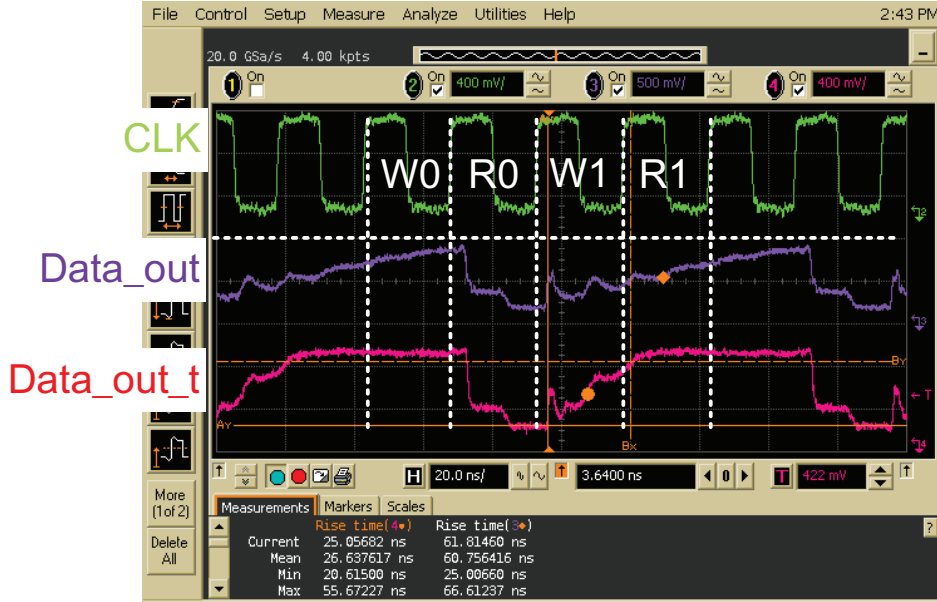 File Control Setup Measure Analyze Utilities Help 2:43 PM
20.0 GSa/s 4.00 kpts
1 On 2 On 400 mV/ 3 On 500 mV/ 4 On 400 mV/
CLK
W0 R0 W1 R1
2
Data_out
3
Data_out_t
By
T
Ay
Bx
4
H 20.0 ns/ 3.6400 ns 0 T 422 mV
More
(1of 2)
Delete
All
Measurements Markers Scales
Rise time(4) Rise time(3) ?
Current 25.05682 ns 61.81460 ns
Mean 26.637617 ns 60.756416 ns
Min 20.61500 ns 25.00660 ns
Max 55.67227 ns 66.61237 ns